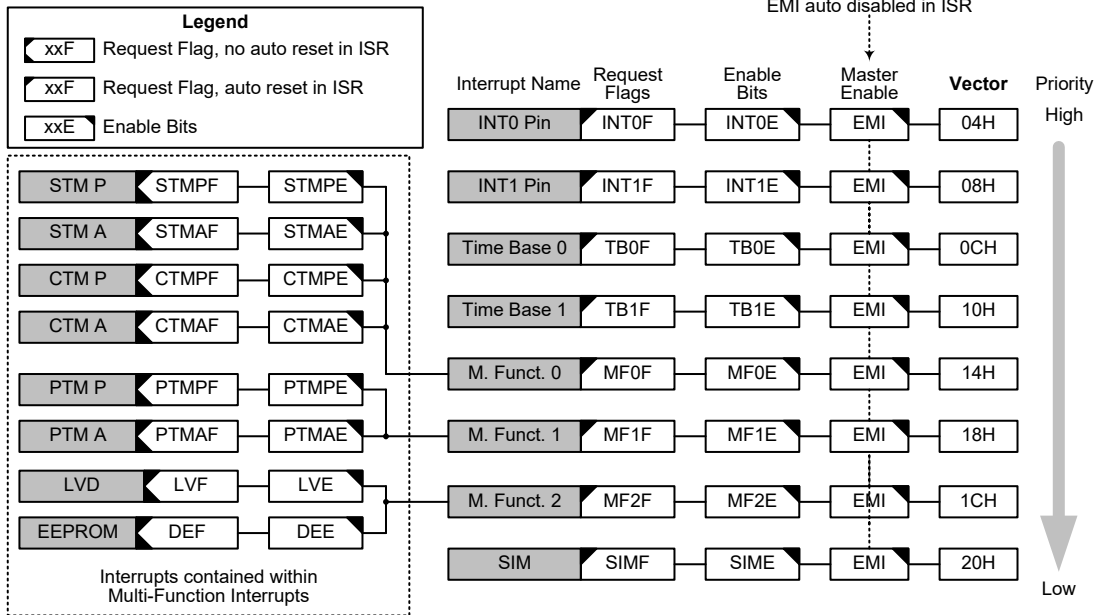 EMI auto disabled in ISR
Legend
xxF Request Flag, no auto reset in ISR
xxF Request Flag, auto reset in ISR
xxE Enable Bits
Interrupt Name Request Flags Enable Bits Master Enable Vector Priority
High
INT0 Pin INT0F INT0E EMI 04H
INT1 Pin INT1F INT1E EMI 08H
Time Base 0 TB0F TB0E EMI 0CH
Time Base 1 TB1F TB1E EMI 10H
M. Funct. 0 MF0F MF0E EMI 14H
M. Funct. 1 MF1F MF1E EMI 18H
M. Funct. 2 MF2F MF2E EMI 1CH
SIM SIMF SIME EMI 20H
Low
STM P STMPF STMPE
STM A STMAF STMAE
CTM P CTMPF CTMPE
CTM A CTMAF CTMAE
PTM P PTMPF PTMPE
PTM A PTMAF PTMAE
LVD LVF LVE
EEPROM DEF DEE
Interrupts contained within
Multi-Function Interrupts